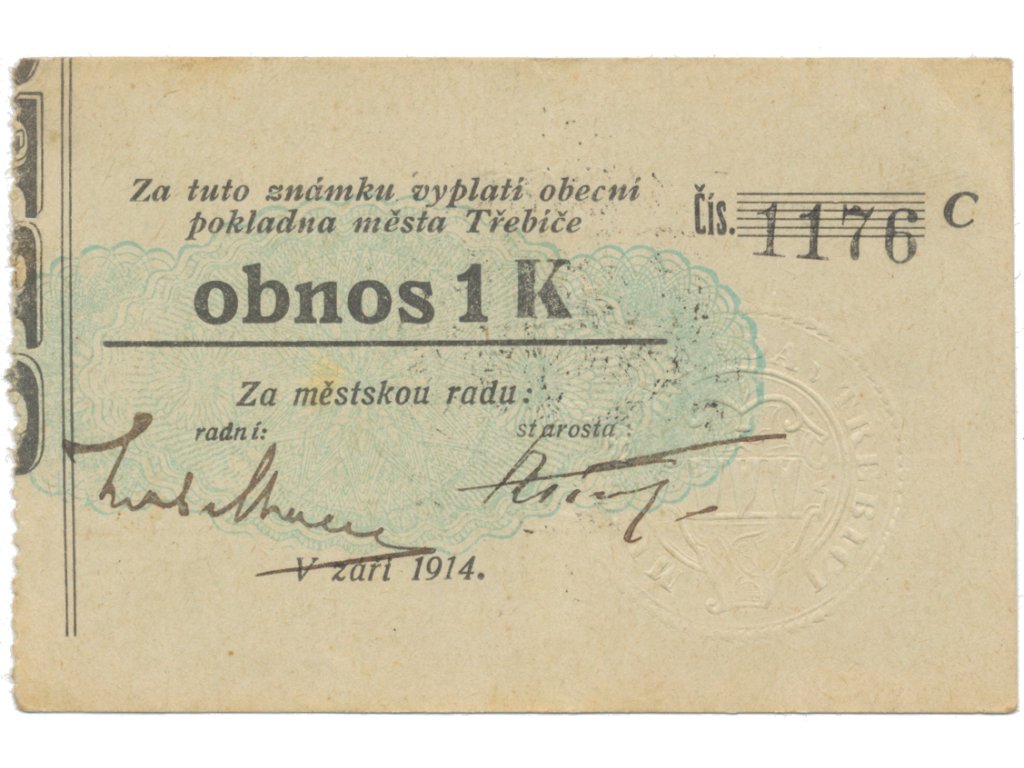 Za tuto známku vyplatí obecní
pokladna města Třebíče
Čís. 1176 C
obnos 1 K
Za městskou radu:
radní:
starosta:
V září 1914.